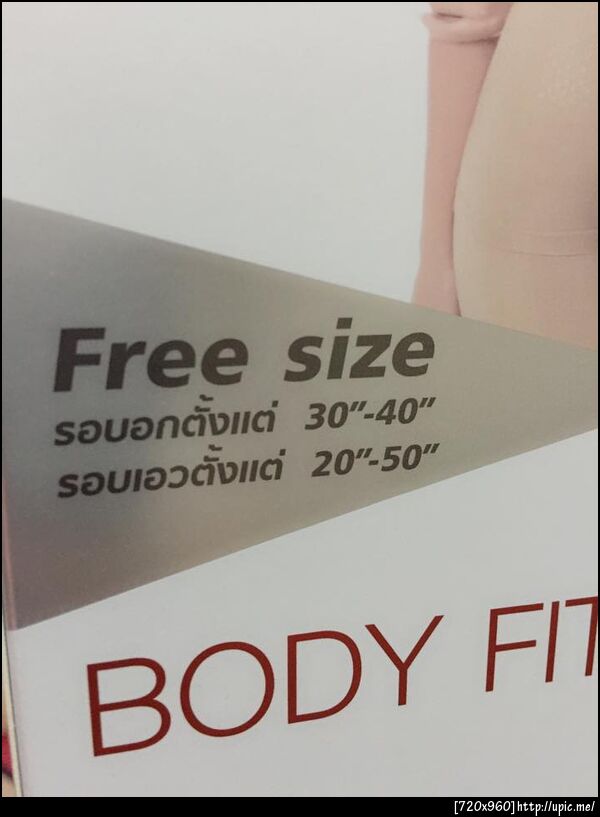 Free size
รอบอกตั้งแต่ 30”-40”
รอบเอวตั้งแต่ 20”-50”
BODY FIT
[720x960]http://upic.me/